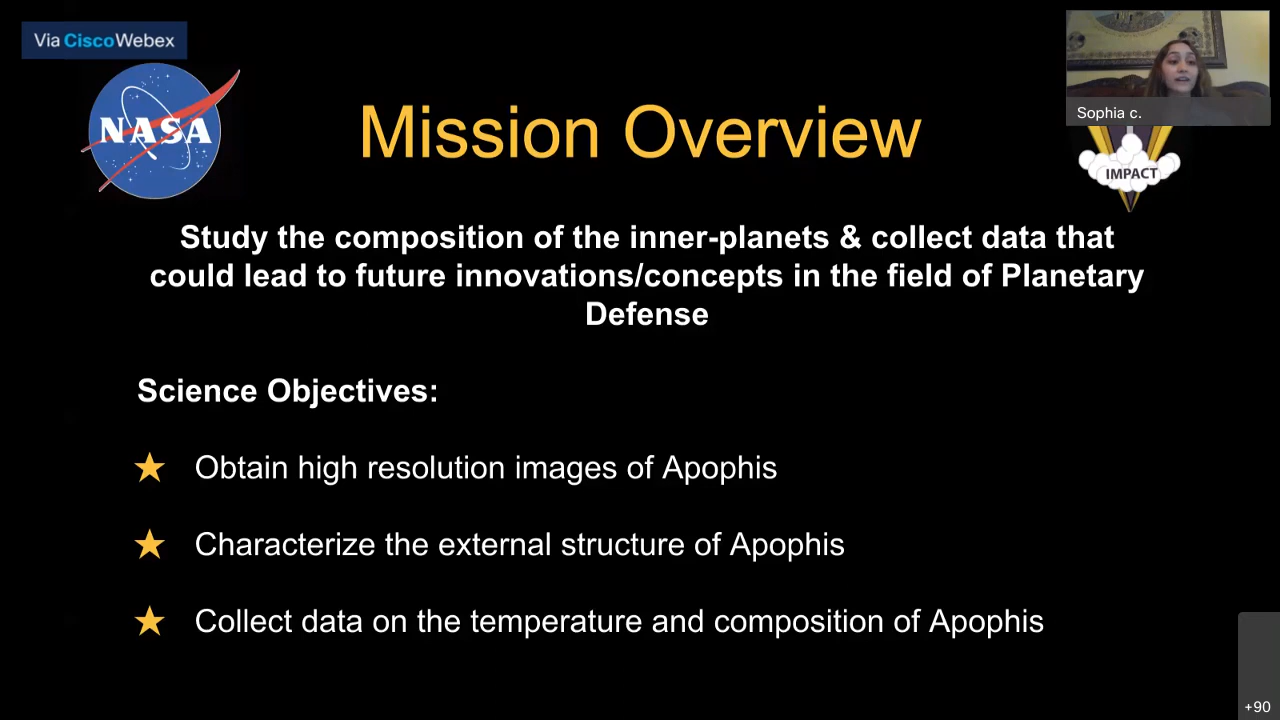 Via Cisco Webex
NASA
Mission Overview
Sophia c.
IMPACT
Study the composition of the inner-planets & collect data that
could lead to future innovations/concepts in the field of Planetary
Defense
Science Objectives:
Obtain high resolution images of Apophis
Characterize the external structure of Apophis
Collect data on the temperature and composition of Apophis
+90